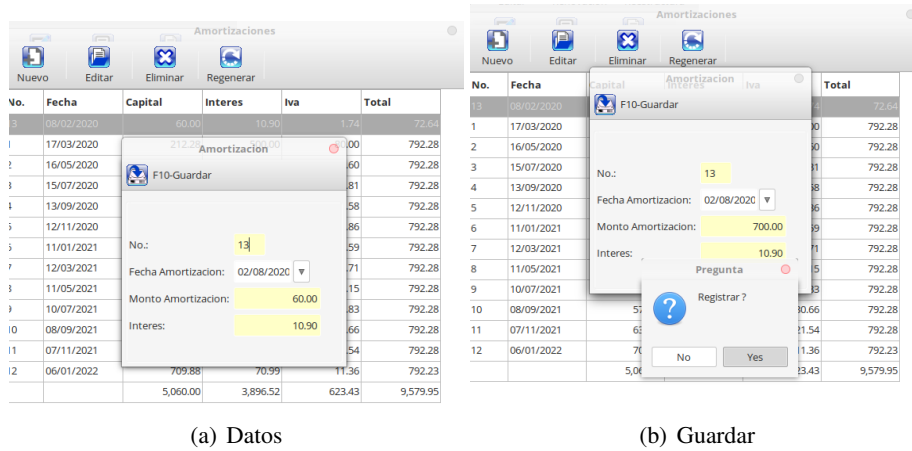 Amortizaciones
Nuevo Editar Eliminar Regenerar
No. Fecha Capital Interes Iva Total
08/02/2020 60.00 10.90 1.74 72.64
17/03/2020 792.28
16/05/2020 792.28
15/07/2020 792.28
13/09/2020 792.28
12/11/2020 792.28
11/01/2021 792.28
12/03/2021 792.28
11/05/2021 792.28
10/07/2021 792.28
08/09/2021 792.28
07/11/2021 792.28
06/01/2022 709.88 70.99 11.36 792.23
5,060.00 3,896.52 623.43 9,579.95
Amortizacion
F10-Guardar
No.: 13
Fecha Amortizacion: 02/08/2020
Monto Amortizacion: 60.00
Interes: 10.90
(a) Datos
Amortizaciones
Nuevo Editar Eliminar Regenerar
No. Fecha Capital Interes Iva Total
13 08/02/2020 72.64
1 17/03/2020 792.28
2 16/05/2020 792.28
3 15/07/2020 792.28
4 13/09/2020 792.28
5 12/11/2020 792.28
6 11/01/2021 792.28
7 12/03/2021 792.28
8 11/05/2021 792.28
9 10/07/2021 792.28
10 08/09/2021 792.28
11 07/11/2021 792.28
12 06/01/2022 792.23
9,579.95
Amortizacion
F10-Guardar
No.: 13
Fecha Amortizacion: 02/08/2020
Monto Amortizacion: 700.00
Interes: 10.90
Pregunta
Registrar ?
No Yes
(b) Guardar